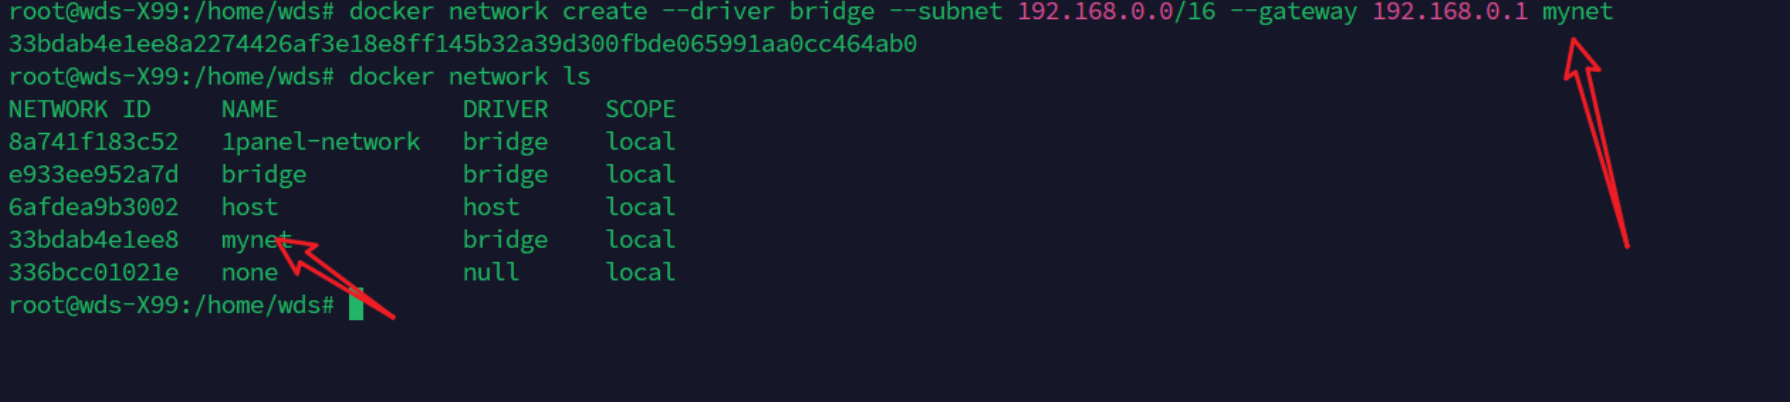 root@wds-X99:/home/wds# docker network create --driver bridge --subnet 192.168.0.0/16 --gateway 192.168.0.1 mynet
33bdab4e1ee8a2274426af3e18e8ff145b32a39d300fbde065991aa0cc464ab0
root@wds-X99:/home/wds# docker network ls
NETWORK ID     NAME             DRIVER    SCOPE
8a741f183c52   1panel-network   bridge    local
e933ee952a7d   bridge           bridge    local
6afdea9b3002   host             host      local
33bdab4e1ee8   mynet            bridge    local
336bcc01021e   none             null      local
root@wds-X99:/home/wds#